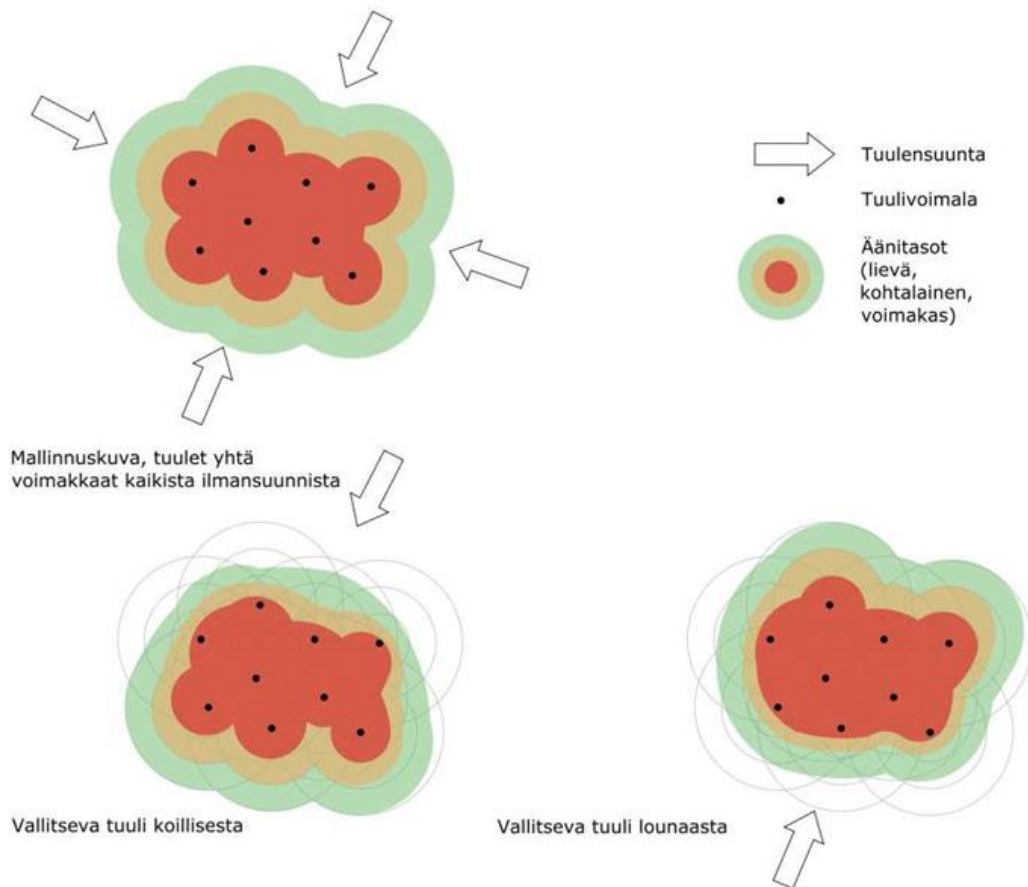 Tuulensuunta
Tuulivoimala
Äänitasot
(lievä,
kohtalainen,
voimakas)
Mallinnuskuva, tuulet yhtä
voimakkaat kaikista ilmansuunnista
Vallitseva tuuli koillisesta
Vallitseva tuuli lounaasta